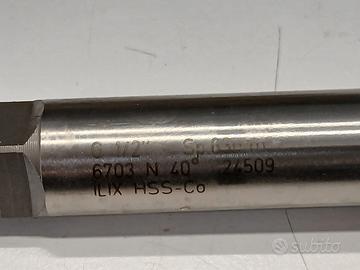 G 1/2"
6703 N 40° 24509
ILIX HSS-Co
subito